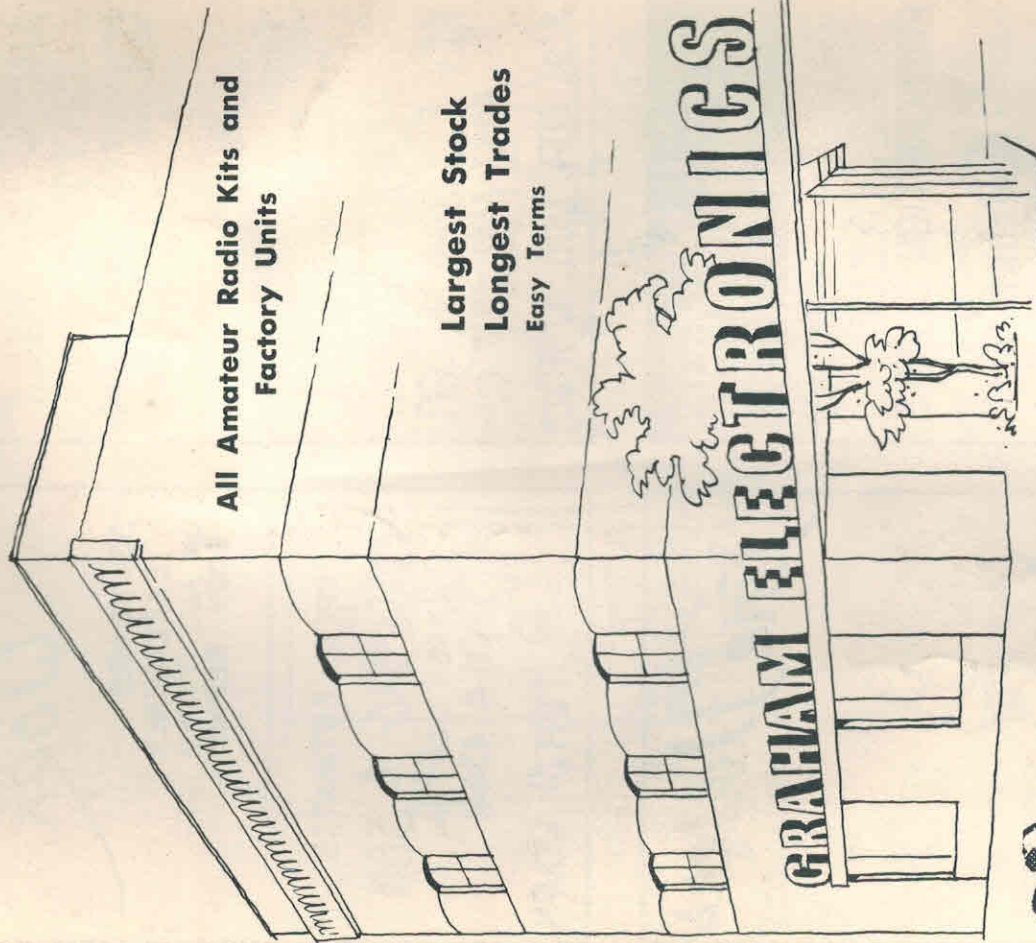 All Amateur Radio Kits and
Factory Units
Largest Stock
Longest Trades
Easy Terms
GRAHAM ELECTRONICS